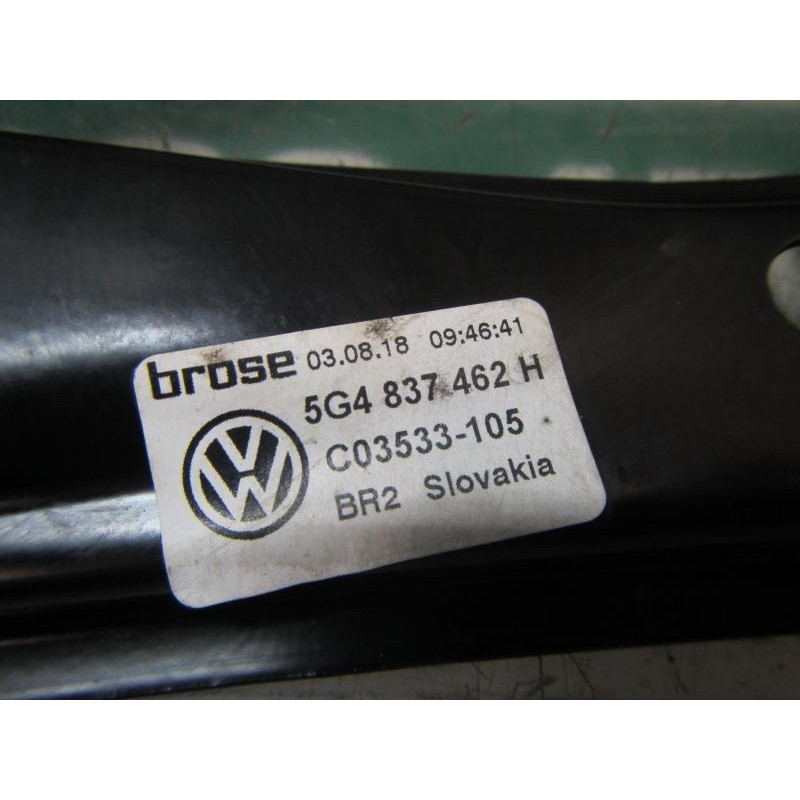 brose 03.08.18 09:46:41
5G4 837 462 H
C03533-105
BR2 Slovakia